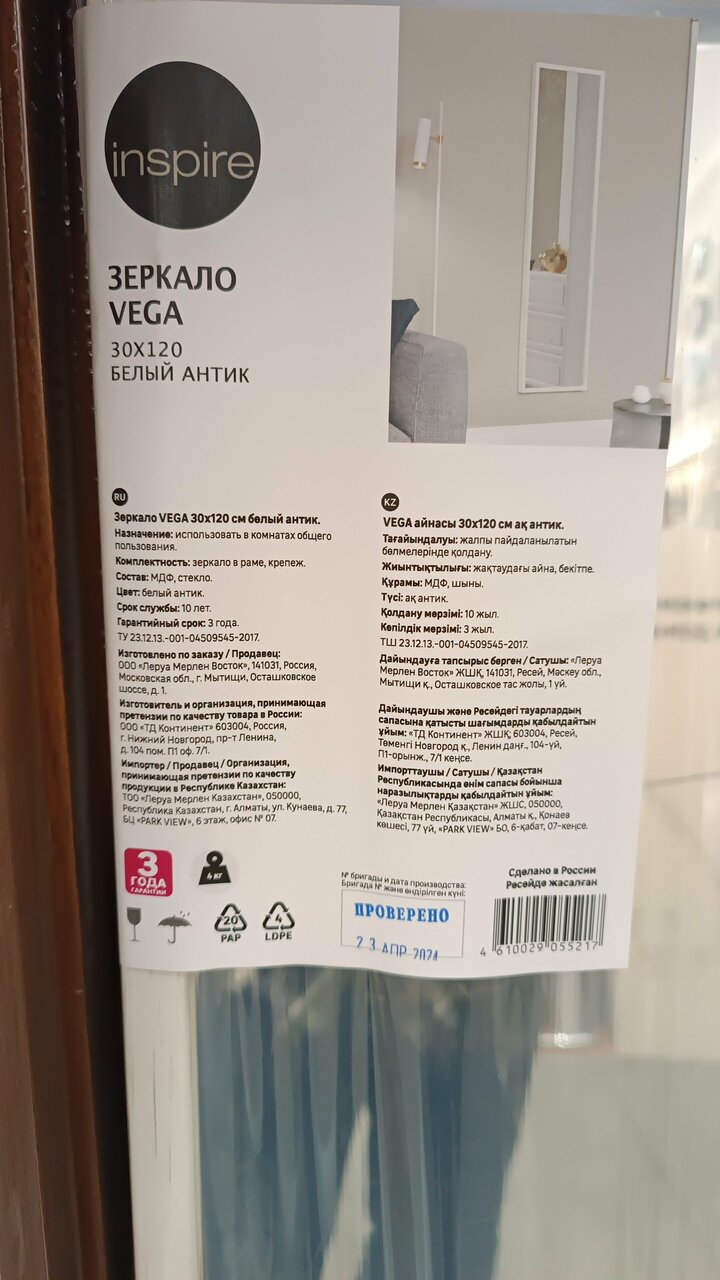 inspire
ЗЕРКАЛО
VEGA
30X120
БЕЛЫЙ АНТИК
RU
Зеркало VEGA 30х120 см белый антик.
Назначение: использовать в комнатах общего
пользования.
Комплектность: зеркало в раме, крепеж.
Состав: МДФ, стекло.
Цвет: белый антик.
Срок службы: 10 лет.
Гарантийный срок: 3 года.
ТУ 23.12.13.-001-04509545-2017.
Изготовлено по заказу / Продавец:
ООО «Леруа Мерлен Восток», 141031, Россия,
Московская обл., г. Мытищи, Осташковское
шоссе, д. 1.
Изготовитель и организация, принимающая
претензии по качеству товара в России:
ООО «ТД Континент» 603004, Россия,
г. Нижний Новгород, пр-т Ленина,
д. 104 пом. П1 оф. 7/1.
Импортер / Продавец / Организация,
принимающая претензии по качеству
продукции в Республике Казахстан:
ТОО «Леруа Мерлен Казахстан», 050000,
Республика Казахстан, г. Алматы, ул. Кунаева, д. 77,
БЦ «PARK VIEW», 6 этаж, офис № 07.
KZ
VEGA айнасы 30х120 см ақ антик.
Тағайындалуы: жалпы пайдаланылатын
бөлмелерінде қолдану.
Жиынтықтылығы: жақтаудағы айна, бекітпе.
Құрамы: МДФ, шыны.
Түсі: ақ антик.
Қолдану мерзімі: 10 жыл.
Кепілдік мерзімі: 3 жыл.
ТШ 23.12.13.-001-04509545-2017.
Дайындауға тапсырыс берген / Сатушы: «Леруа
Мерлен Восток» ЖШҚ, 141031, Ресей, Мәскеу обл.,
Мытищи қ., Осташковское тас жолы, 1 үй.
Дайындаушы және Ресейдегі тауарлардың
сапасына қатысты шағымдарды қабылдайтын
ұйым: «ТД Континент» ЖШҚ; 603004, Ресей,
Төменгі Новгород қ., Ленин даңғ., 104-үй,
П1-орынж., 7/1 кеңсе.
Импорттаушы / Сатушы / Қазақстан
Республикасында өнім сапасы бойынша
наразылықтарды қабылдайтын ұйым:
«Леруа Мерлен Қазақстан» ЖШС, 050000,
Қазақстан Республикасы, Алматы қ., Қонаев
көшесі, 77 үй, «PARK VIEW» БО, 6-қабат, 07-кеңсе.
3
ГОДА
ГАРАНТИИ
4 кг
20
PAP
4
LDPE
№ бригады и дата производства:
Бригада № және өндірілген күні:
ПРОВЕРЕНО
23 АПР 2024
Сделано в России
Ресейде жасалған
4 610029 055217